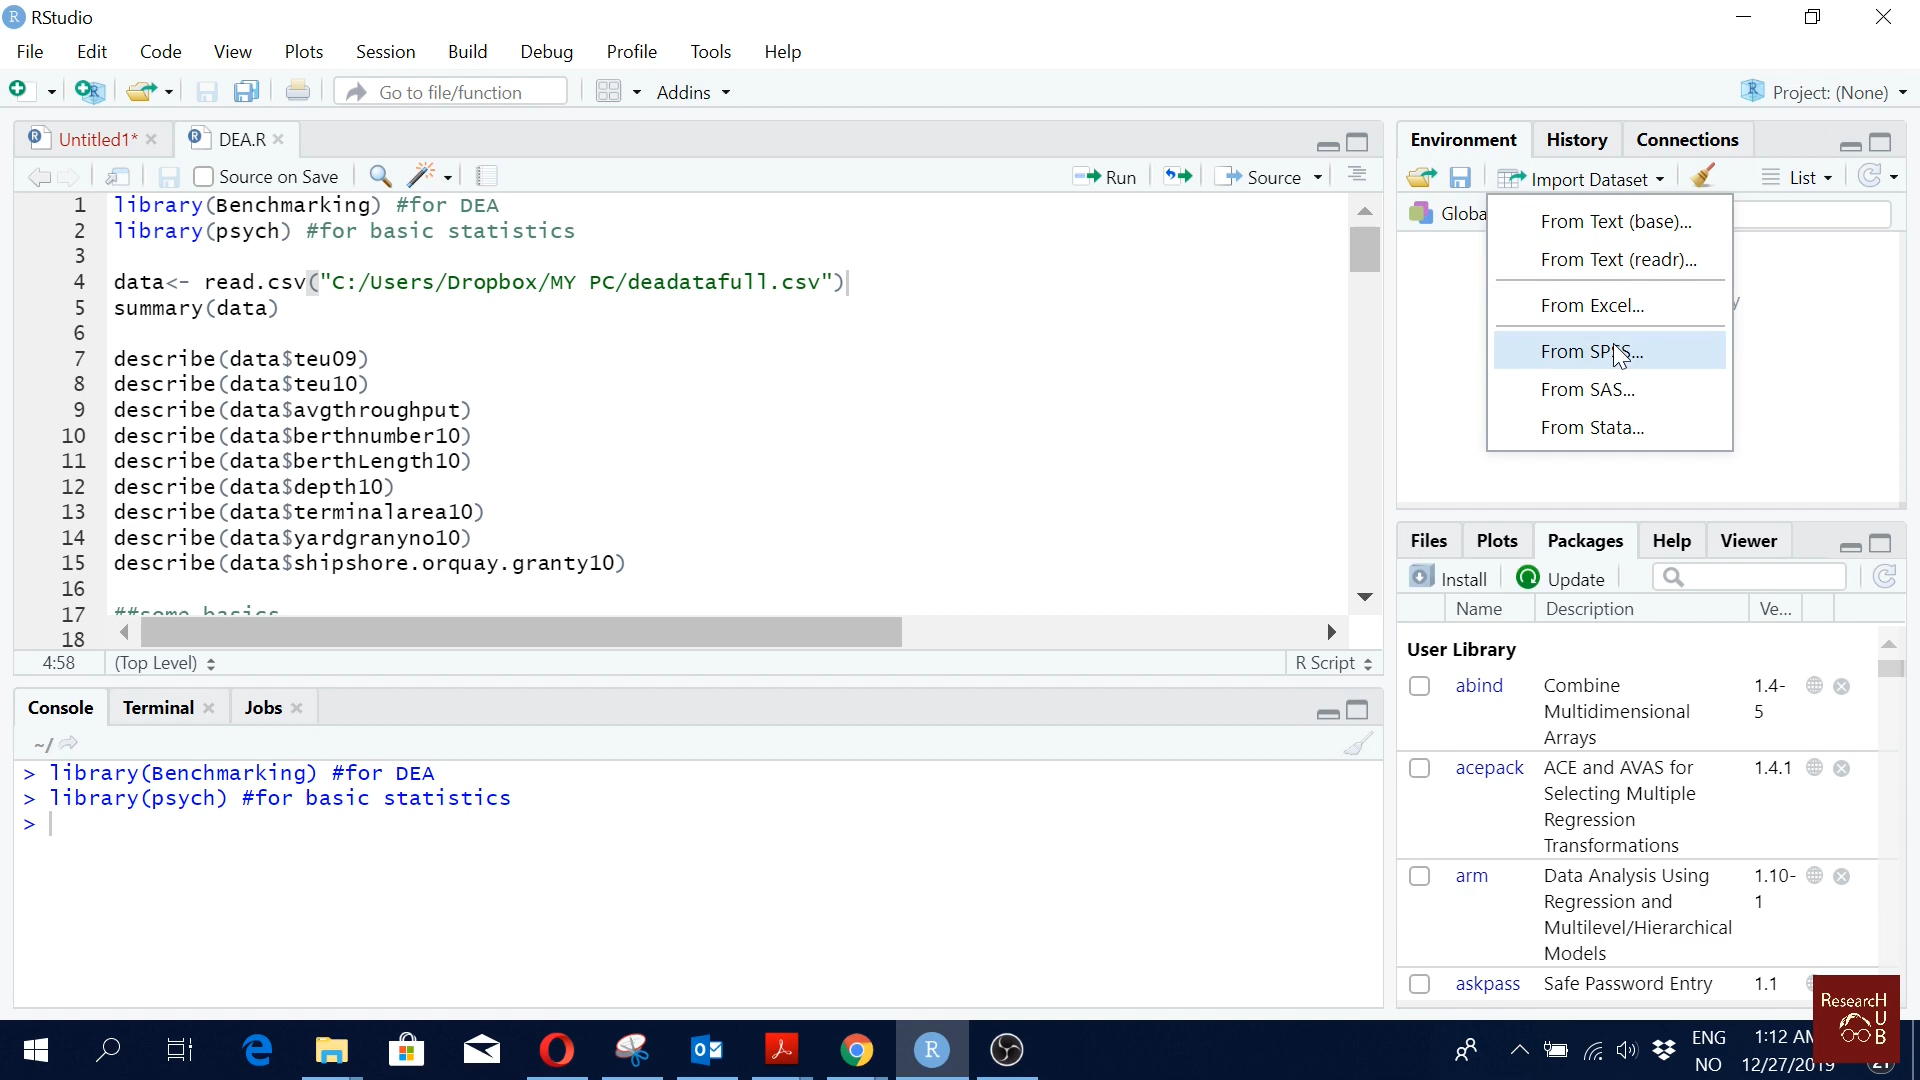 RStudio
File Edit Code View Plots Session Build Debug Profile Tools Help
Go to file/function Addins Project: (None)
Untitled1* DEA.R
Source on Save Run Source
1 library(Benchmarking) #for DEA
2 library(psych) #for basic statistics
3
4 data<- read.csv("C:/Users/Dropbox/MY PC/deadatafull.csv")
5 summary(data)
6
7 describe(data$teu09)
8 describe(data$teu10)
9 describe(data$avgthroughput)
10 describe(data$berthnumber10)
11 describe(data$berthLength10)
12 describe(data$depth10)
13 describe(data$terminalarea10)
14 describe(data$yardgranyno10)
15 describe(data$shipshore.orquay.granty10)
16
17 ##some basics
18
4:58 (Top Level) R Script
Console Terminal Jobs
~/
> library(Benchmarking) #for DEA
> library(psych) #for basic statistics
>
Environment History Connections
Import Dataset List
Globa
From Text (base)...
From Text (readr)...
From Excel...
From SPSS...
From SAS...
From Stata...
Files Plots Packages Help Viewer
Install Update
Name Description Ve...
User Library
abind Combine 1.4-
Multidimensional 5
Arrays
acepack ACE and AVAS for 1.4.1
Selecting Multiple
Regression
Transformations
arm Data Analysis Using 1.10-
Regression and 1
Multilevel/Hierarchical
Models
askpass Safe Password Entry 1.1
ResearcH
U
B
ENG 1:12 AM
NO 12/27/2019
21